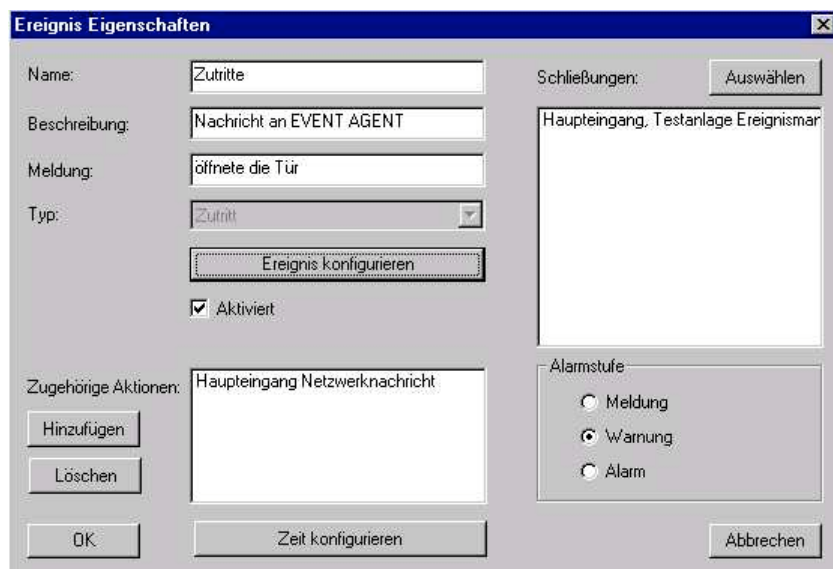 Ereignis Eigenschaften
Name:
Zutritte
Schließungen:
Auswählen
Beschreibung:
Nachricht an EVENT AGENT
Haupteingang, Testanlage Ereignismar
Meldung:
öffnete die Tür
Typ:
Zutritt
Ereignis konfigurieren
Aktiviert
Zugehörige Aktionen:
Haupteingang Netzwerknachricht
Hinzufügen
Löschen
Alarmstufe
Meldung
Warnung
Alarm
OK
Zeit konfigurieren
Abbrechen